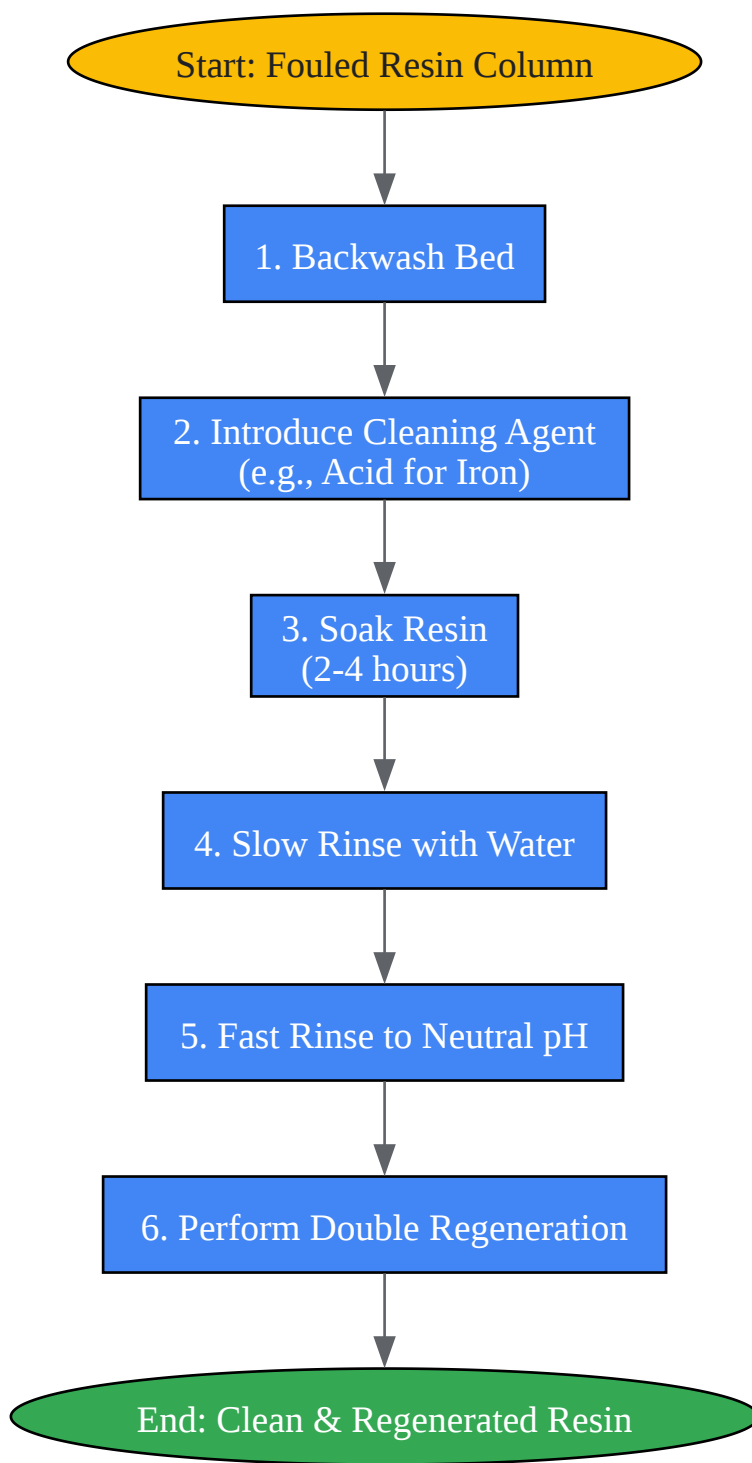 Start: Fouled Resin Column
1. Backwash Bed
2. Introduce Cleaning Agent
(e.g., Acid for Iron)
3. Soak Resin
(2-4 hours)
4. Slow Rinse with Water
5. Fast Rinse to Neutral pH
6. Perform Double Regeneration
End: Clean & Regenerated Resin